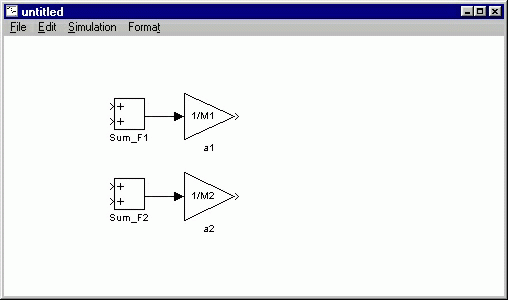 untitled
File Edit Simulation Format
+
+
1/M1
Sum_F1
a1
+
+
1/M2
Sum_F2
a2